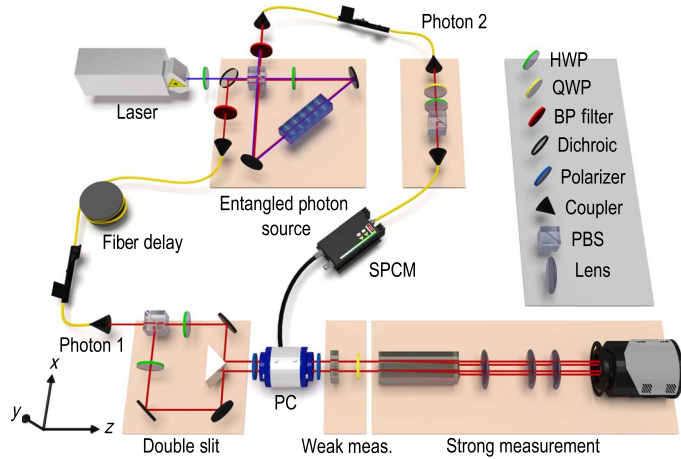 Photon 2
Laser
HWP
QWP
BP filter
Dichroic
Polarizer
Coupler
PBS
Lens
Entangled photon
source
Fiber delay
SPCM
Photon 1
PC
x
y
z
Double slit
Weak meas.
Strong measurement